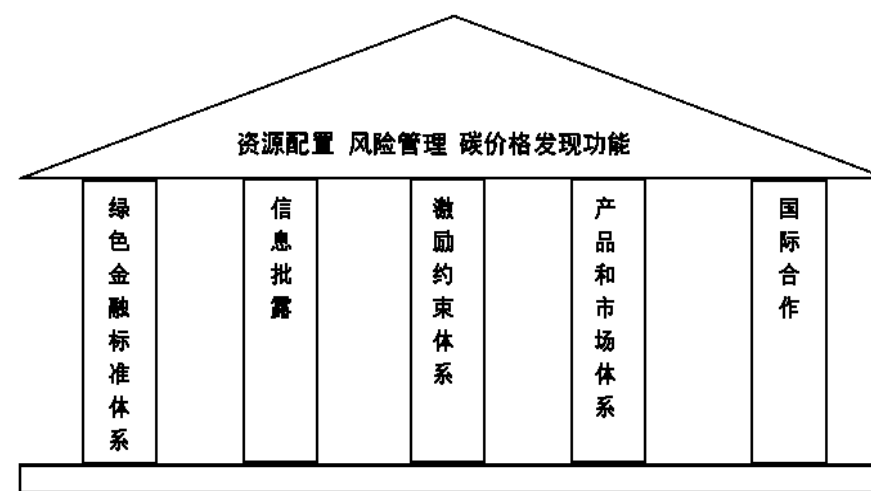 资源配置 风险管理 碳价格发现功能
绿色金融标准体系
信息批露
激励约束体系
产品和市场体系
国际合作